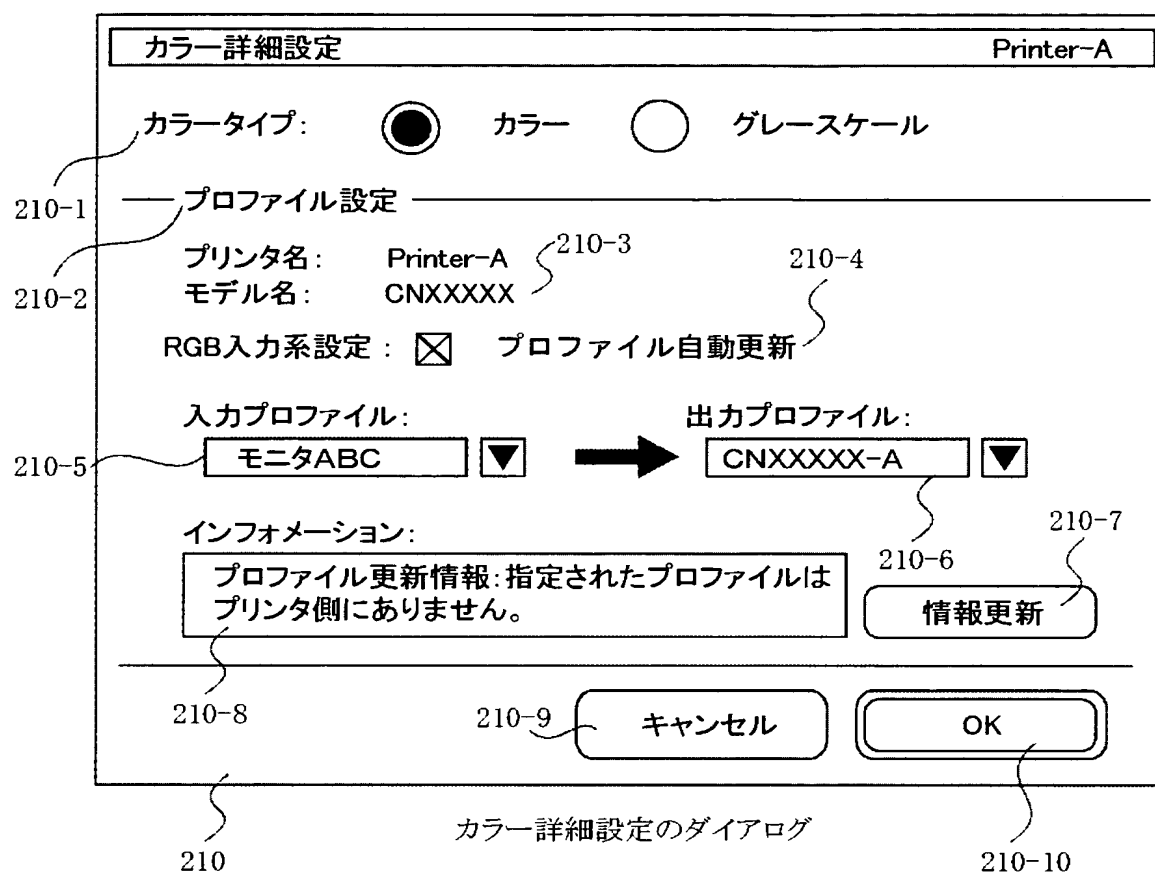 カラー詳細設定 Printer-A
カラータイプ: カラー グレースケール
210-1
プロファイル設定
210-2
プリンタ名: Printer-A
210-3
210-4
モデル名: CNXXXXX
RGB入力系設定: プロファイル自動更新
入力プロファイル: 出力プロファイル:
210-5
モニタABC
CNXXXXX-A
210-6
210-7
インフォメーション:
プロファイル更新情報:指定されたプロファイルは
プリンタ側にありません。
情報更新
210-8
210-9
キャンセル
OK
カラー詳細設定のダイアログ
210
210-10